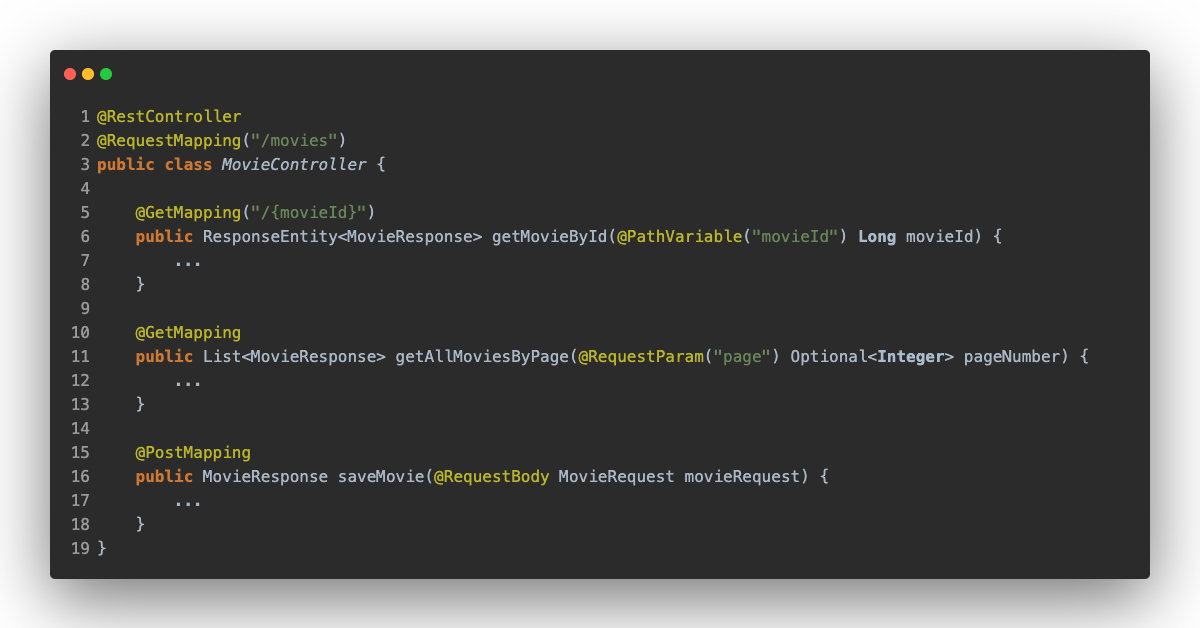 1 @RestController
2 @RequestMapping("/movies")
3 public class MovieController {
4
5     @GetMapping("/{movieId}")
6     public ResponseEntity<MovieResponse> getMovieById(@PathVariable("movieId") Long movieId) {
7         ...
8     }
9
10     @GetMapping
11     public List<MovieResponse> getAllMoviesByPage(@RequestParam("page") Optional<Integer> pageNumber) {
12         ...
13     }
14
15     @PostMapping
16     public MovieResponse saveMovie(@RequestBody MovieRequest movieRequest) {
17         ...
18     }
19 }